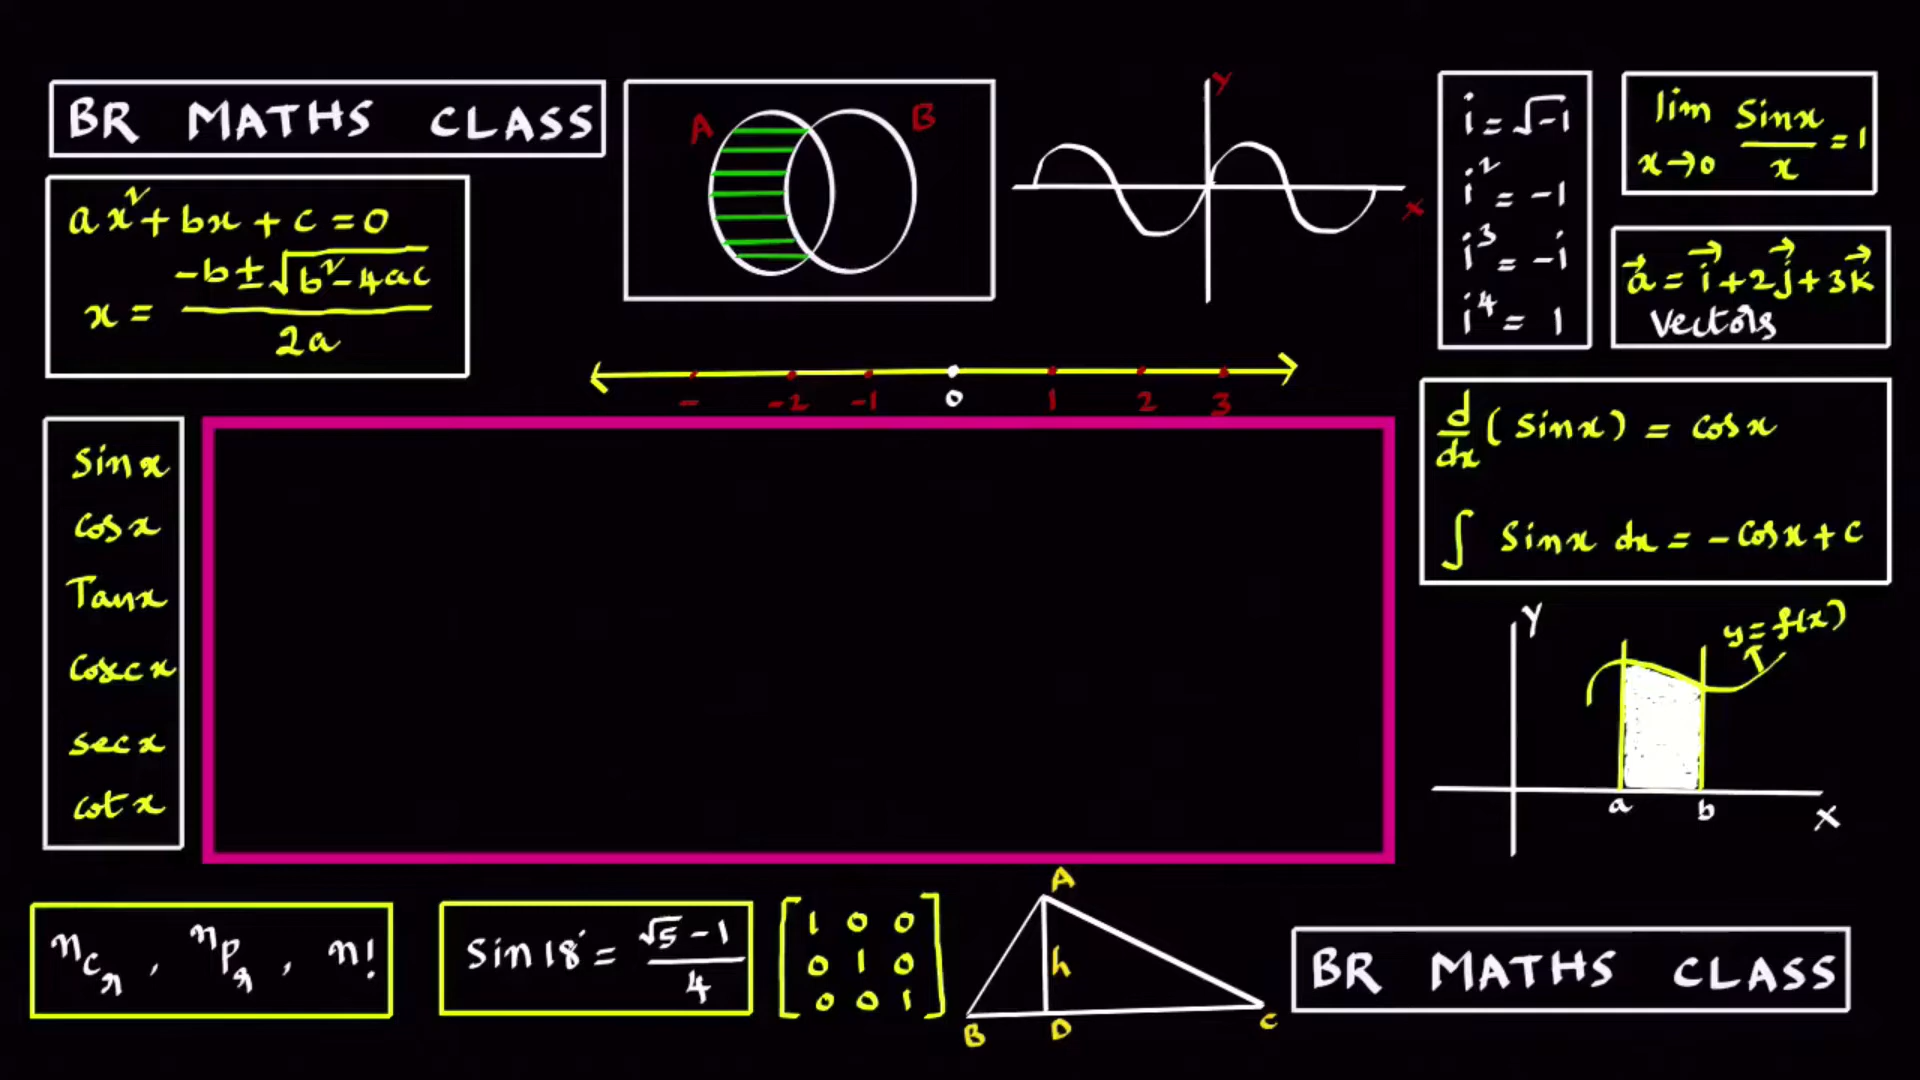 BR MATHS CLASS
ax² + bx + c = 0
x = -b ± √b² - 4ac / 2a
A B
Y
x
i = √-1
i² = -1
i³ = -i
i⁴ = 1
lim x→0 Sinx/x = 1
a⃗ = i⃗ + 2j⃗ + 3k⃗
Vectors
- -2 -1 0 1 2 3
Sinx
Cosx
Tanx
Cosecx
secx
cotx
d/dx (Sinx) = Cosx
∫ Sinx dx = -Cosx + c
Y
y = f(x)
a b
X
nCr , nPr , n!
Sin18° = √5 - 1 / 4
1 0 0
0 1 0
0 0 1
A
h
B D C
BR MATHS CLASS